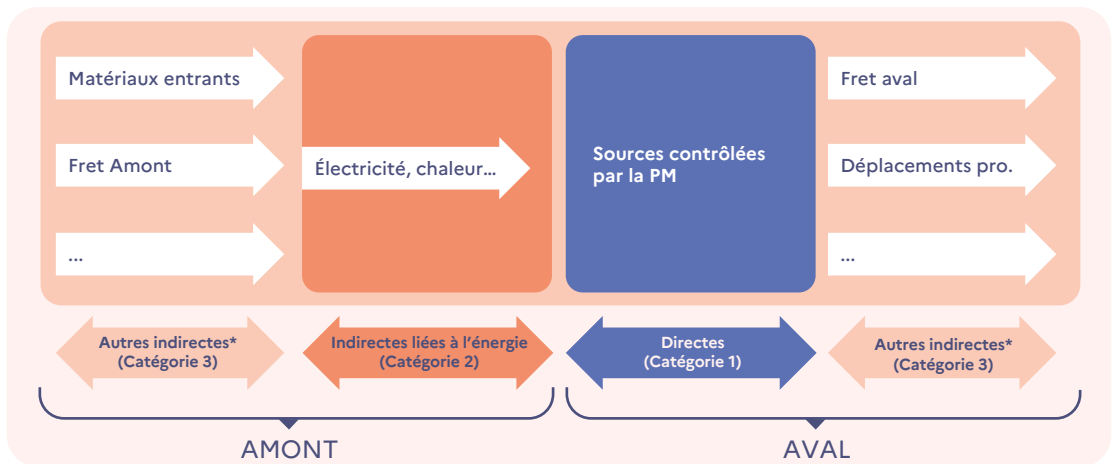 Matériaux entrants
Fret Amont
...
Électricité, chaleur...
Sources contrôlées
par la PM
Fret aval
Déplacements pro.
...
Autres indirectes*
(Catégorie 3)
Indirectes liées à l'énergie
(Catégorie 2)
Directes
(Catégorie 1)
Autres indirectes*
(Catégorie 3)
AMONT
AVAL